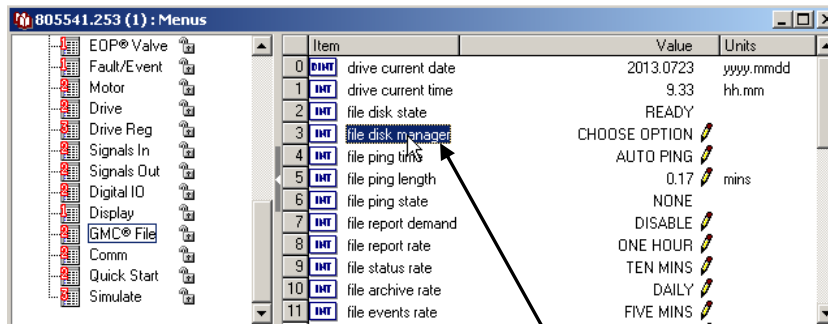 805541.253 (1) : Menus
EOP® Valve
Fault/Event
Motor
Drive
Drive Reg
Signals In
Signals Out
Digital IO
Display
GMC® File
Comm
Quick Start
Simulate
Item Value Units
0 DINT drive current date 2013.0723 yyyy.mmdd
1 INT drive current time 9.33 hh.mm
2 INT file disk state READY
3 INT file disk manager CHOOSE OPTION
4 INT file ping time AUTO PING
5 INT file ping length 0.17 mins
6 INT file ping state NONE
7 INT file report demand DISABLE
8 INT file report rate ONE HOUR
9 INT file status rate TEN MINS
10 INT file archive rate DAILY
11 INT file events rate FIVE MINS